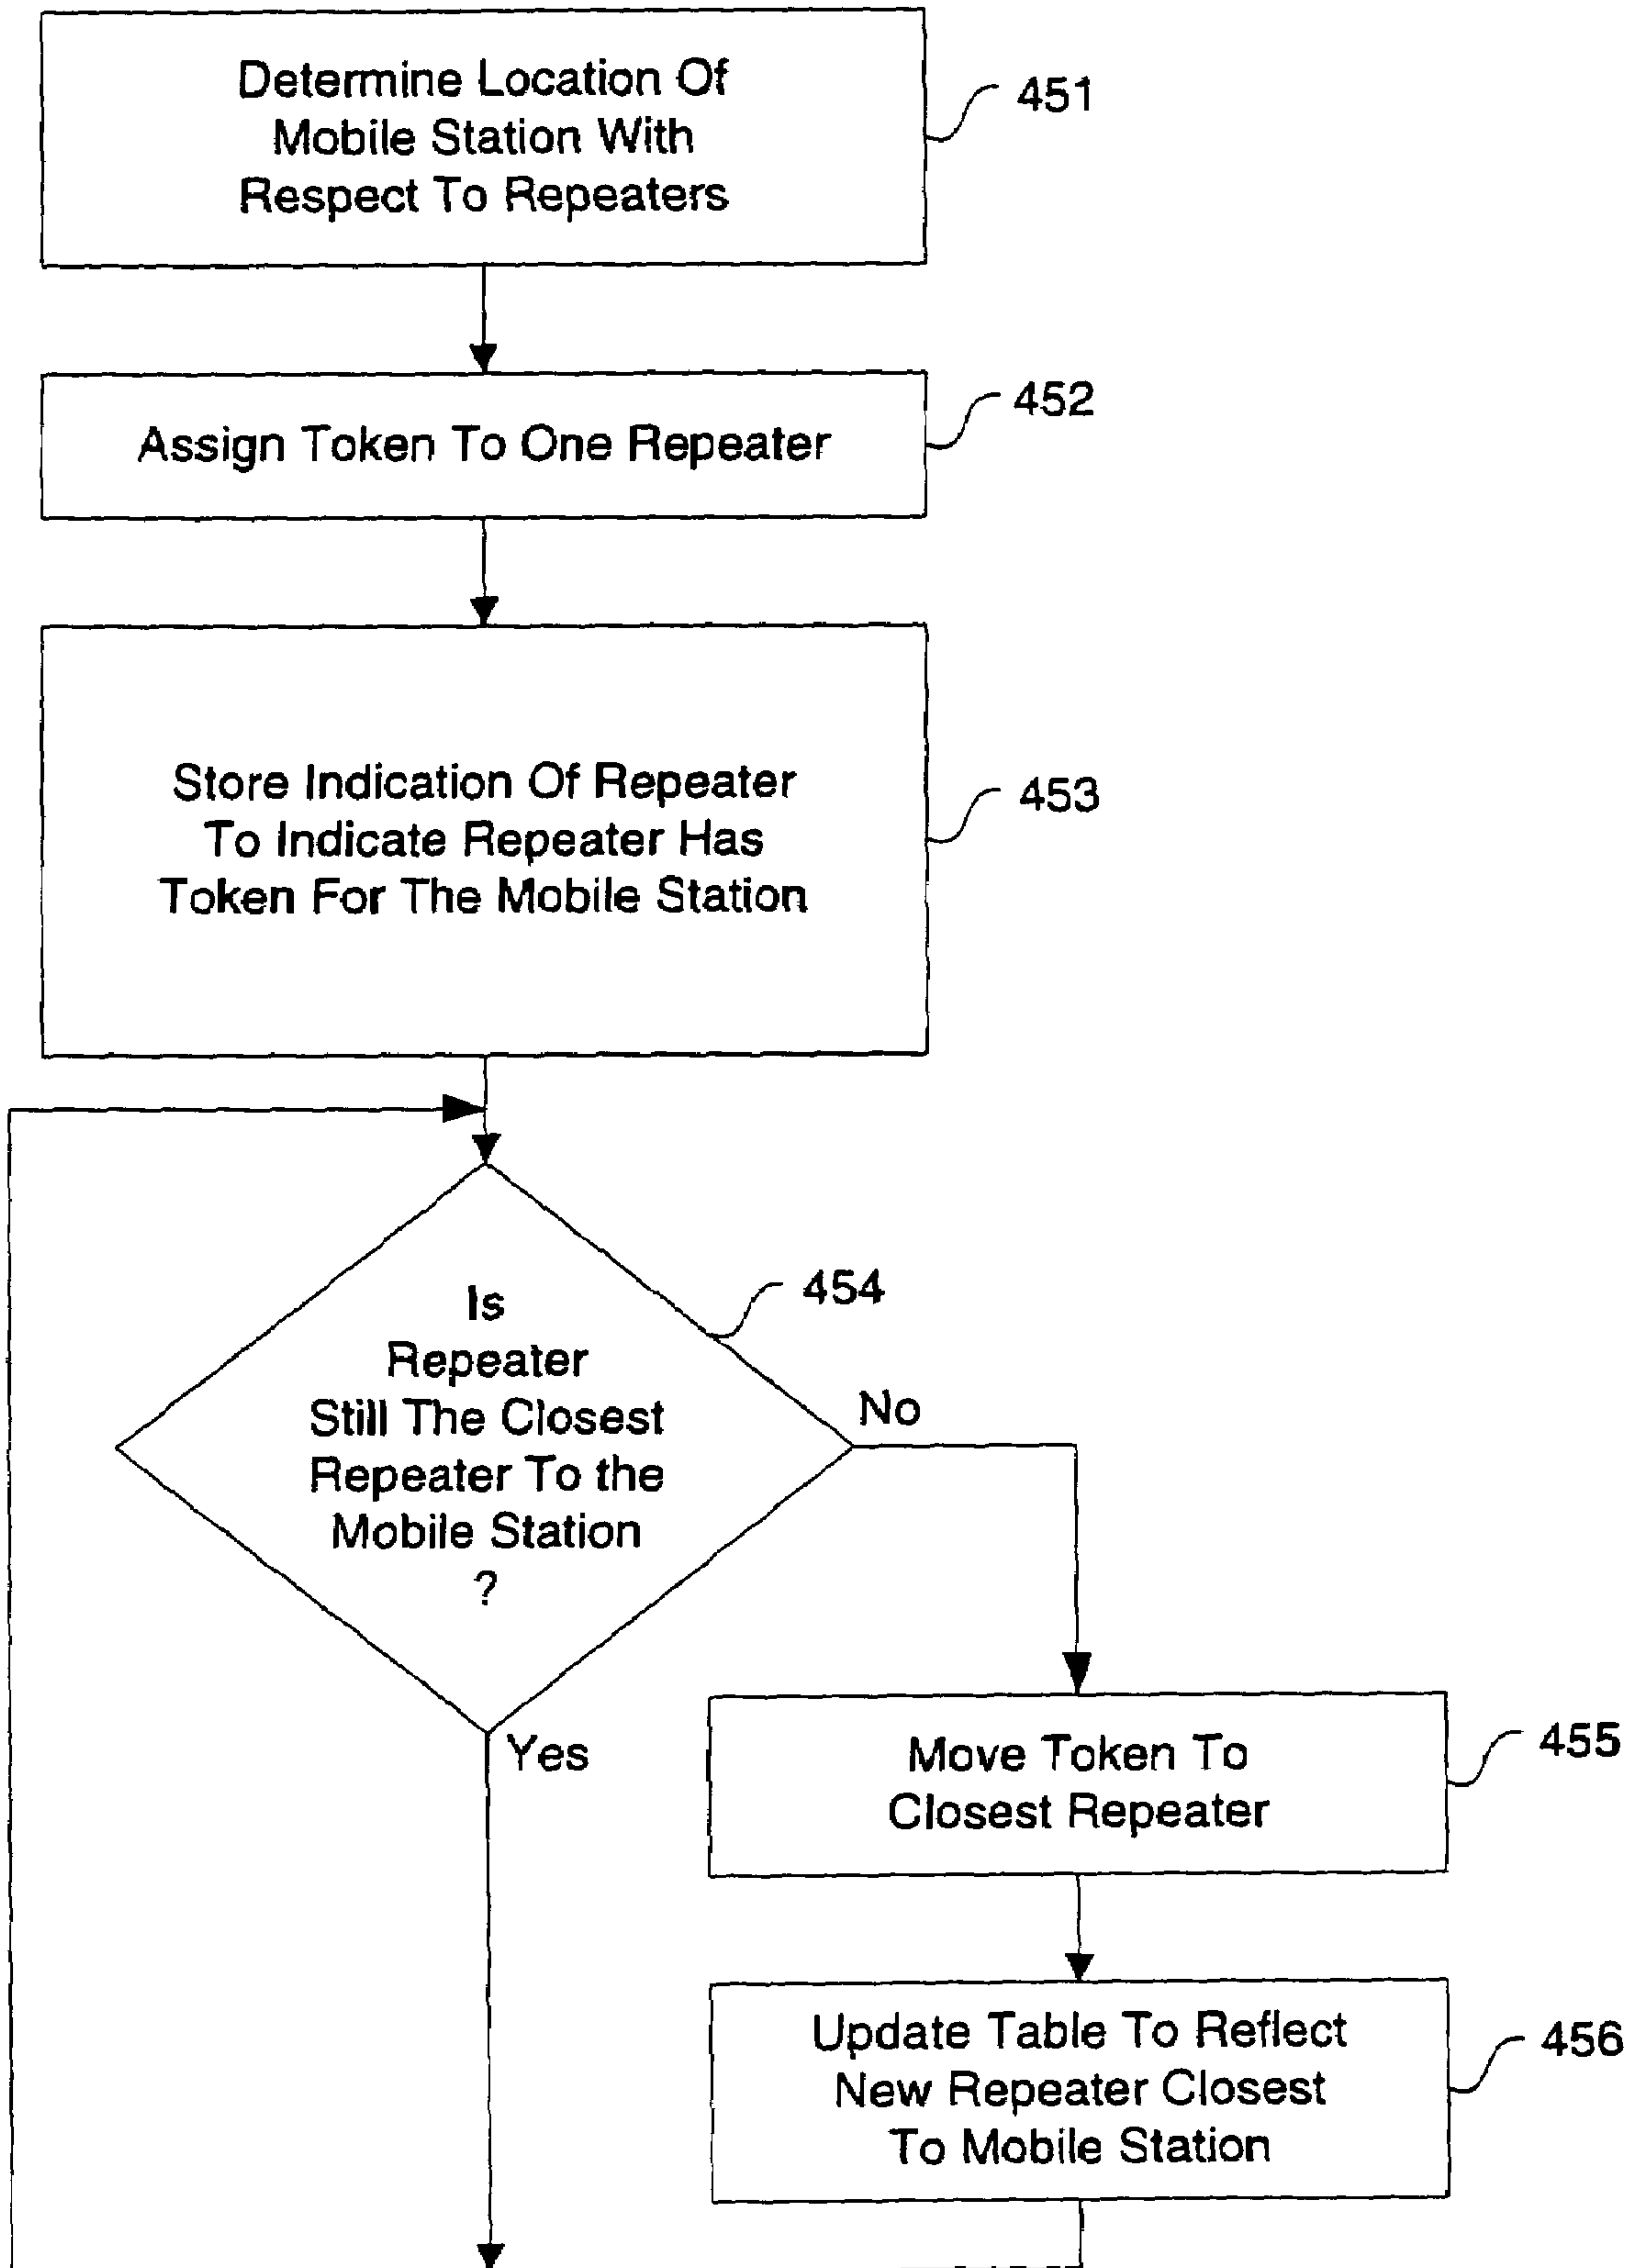 Determine Location Of
Mobile Station With
Respect To Repeaters
451
Assign Token To One Repeater
452
Store Indication Of Repeater
To Indicate Repeater Has
Token For The Mobile Station
453
Is
Repeater
Still The Closest
Repeater To the
Mobile Station
?
454
No
Yes
Move Token To
Closest Repeater
455
Update Table To Reflect
New Repeater Closest
To Mobile Station
456